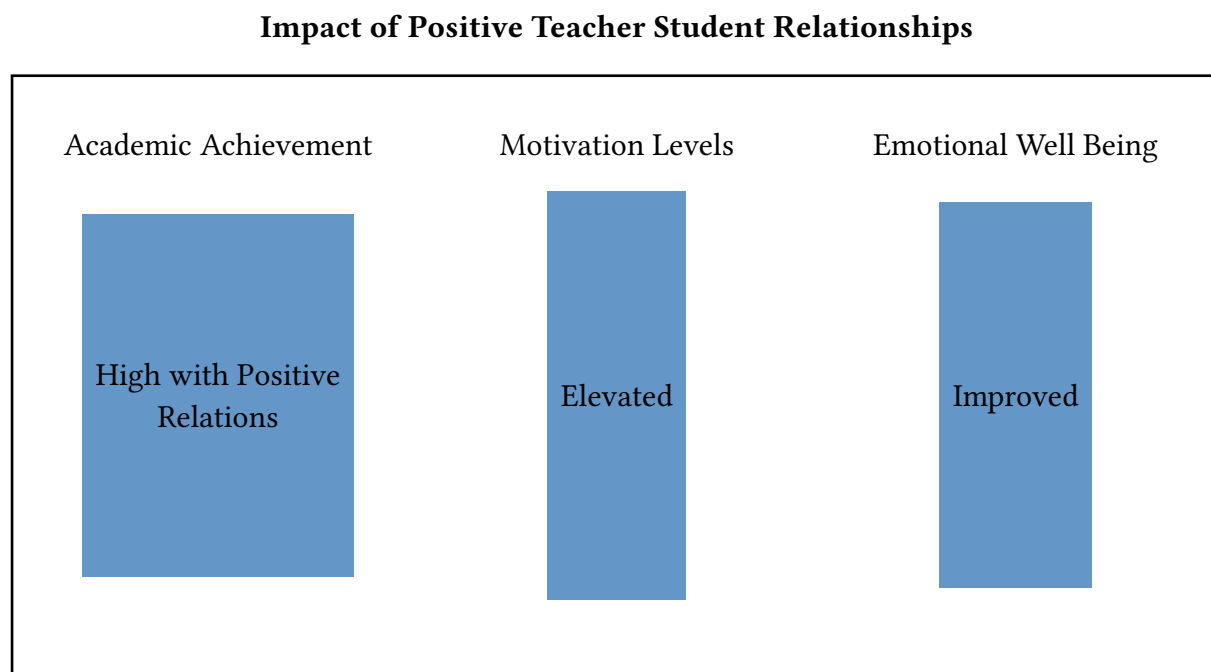 Impact of Positive Teacher Student Relationships
Academic Achievement
Motivation Levels
Emotional Well Being
High with Positive
Relations
Elevated
Improved